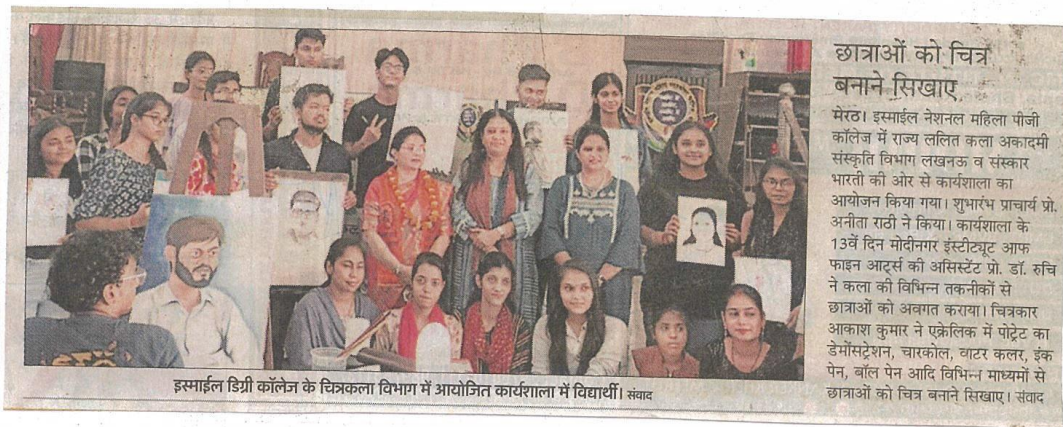 छात्राओं को चित्र
बनाने सिखाए
मेरठ। इस्माईल नेशनल महिला पीजी
कॉलेज में राज्य ललित कला अकादमी
संस्कृति विभाग लखनऊ व संस्कार
भारती की ओर से कार्यशाला का
आयोजन किया गया। शुभारंभ प्राचार्य प्रो.
अनीता राठी ने किया। कार्यशाला के
13वें दिन मोदीनगर इंस्टीट्यूट आफ
फाइन आर्ट्स की असिस्टेंट प्रो. डॉ. रुचि
ने कला की विभिन्न तकनीकों से
छात्राओं को अवगत कराया। चित्रकार
आकाश कुमार ने एक्रेलिक में पोट्रेट का
डेमोंसट्रेशन, चारकोल, वाटर कलर, इंक
पेन, बॉल पेन आदि विभिन्न माध्यमों से
छात्राओं को चित्र बनाने सिखाए। संवाद
इस्माईल डिग्री कॉलेज के चित्रकला विभाग में आयोजित कार्यशाला में विद्यार्थी। संवाद